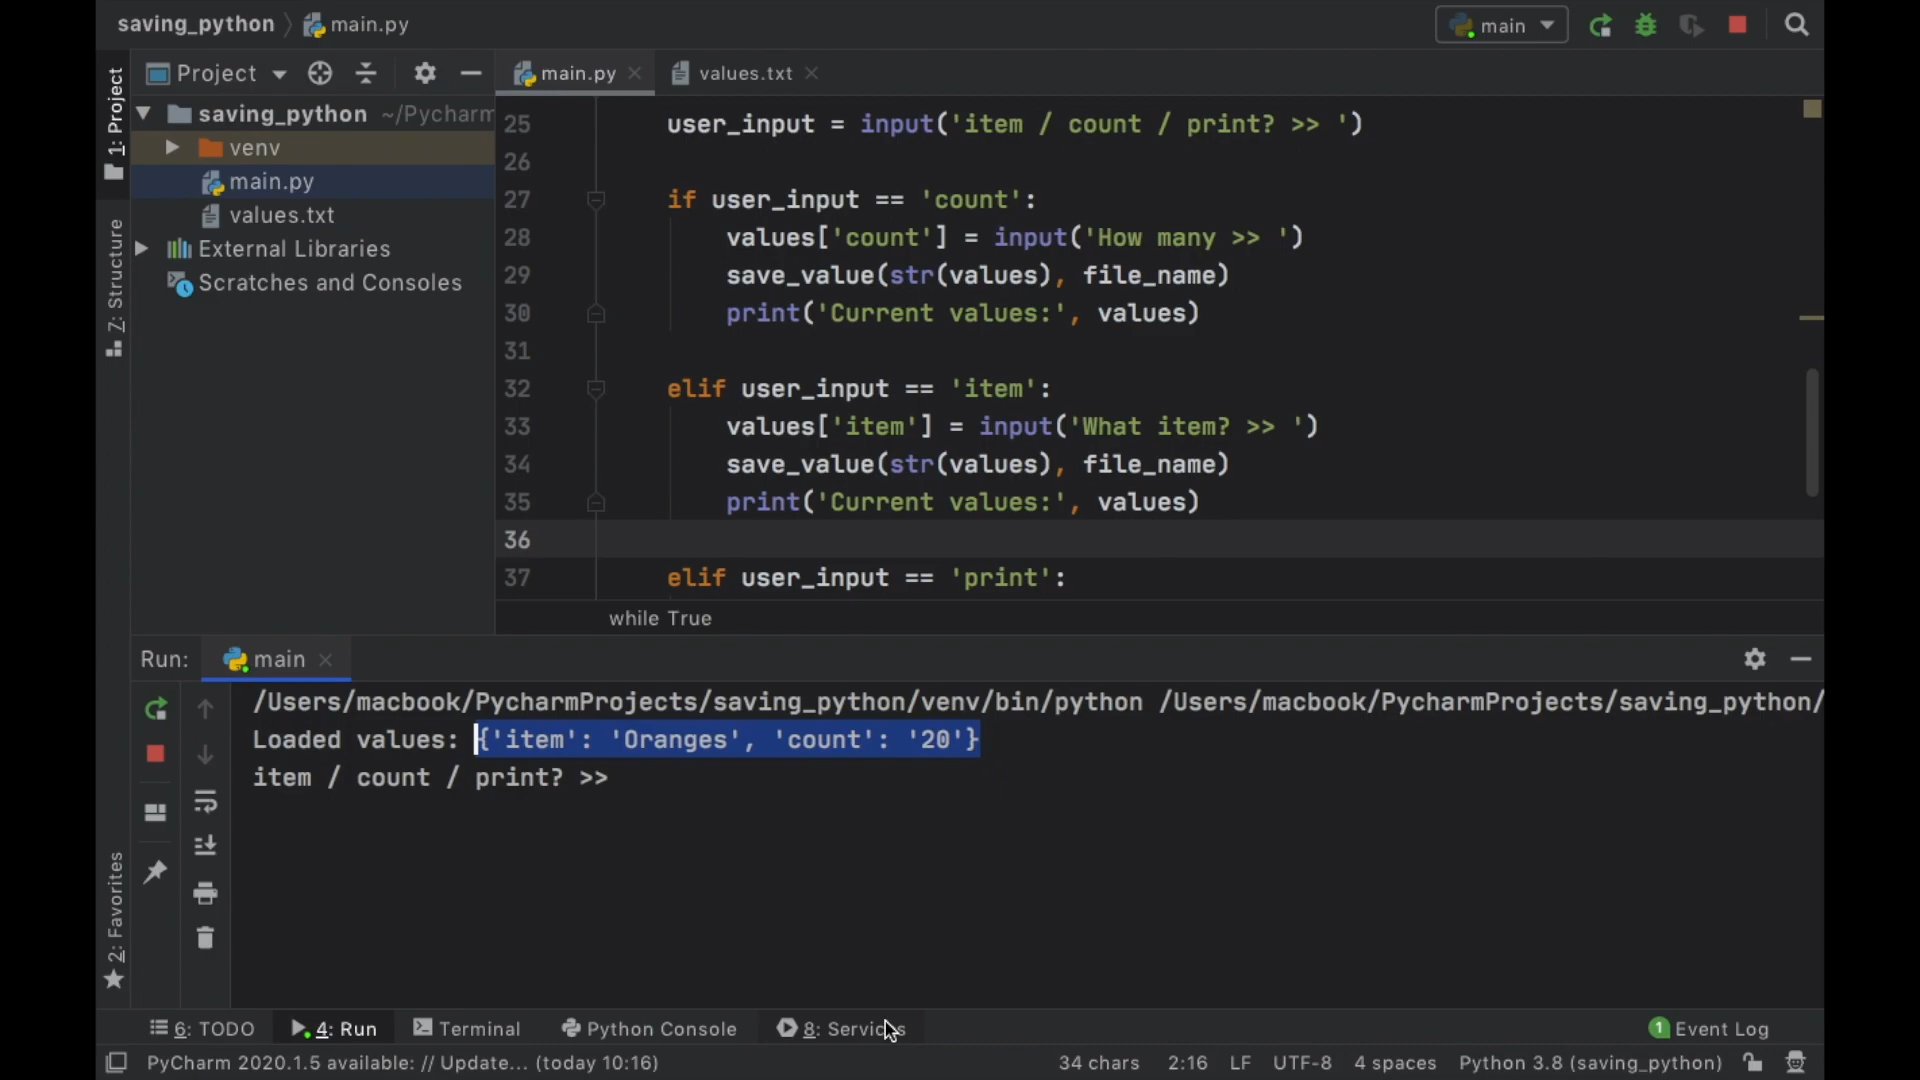 saving_python main.py
main
Project
main.py
values.txt
1: Project
Z: Structure
2: Favorites
saving_python ~/Pycharm
venv
main.py
values.txt
External Libraries
Scratches and Consoles
25 user_input = input('item / count / print? >> ')
26
27 if user_input == 'count':
28 values['count'] = input('How many >> ')
29 save_value(str(values), file_name)
30 print('Current values:', values)
31
32 elif user_input == 'item':
33 values['item'] = input('What item? >> ')
34 save_value(str(values), file_name)
35 print('Current values:', values)
36
37 elif user_input == 'print':
while True
Run: main
/Users/macbook/PycharmProjects/saving_python/venv/bin/python /Users/macbook/PycharmProjects/saving_python/
Loaded values: {'item': 'Oranges', 'count': '20'}
item / count / print? >>
6: TODO 4: Run Terminal Python Console 8: Services 1 Event Log
PyCharm 2020.1.5 available: // Update... (today 10:16) 34 chars 2:16 LF UTF-8 4 spaces Python 3.8 (saving_python)